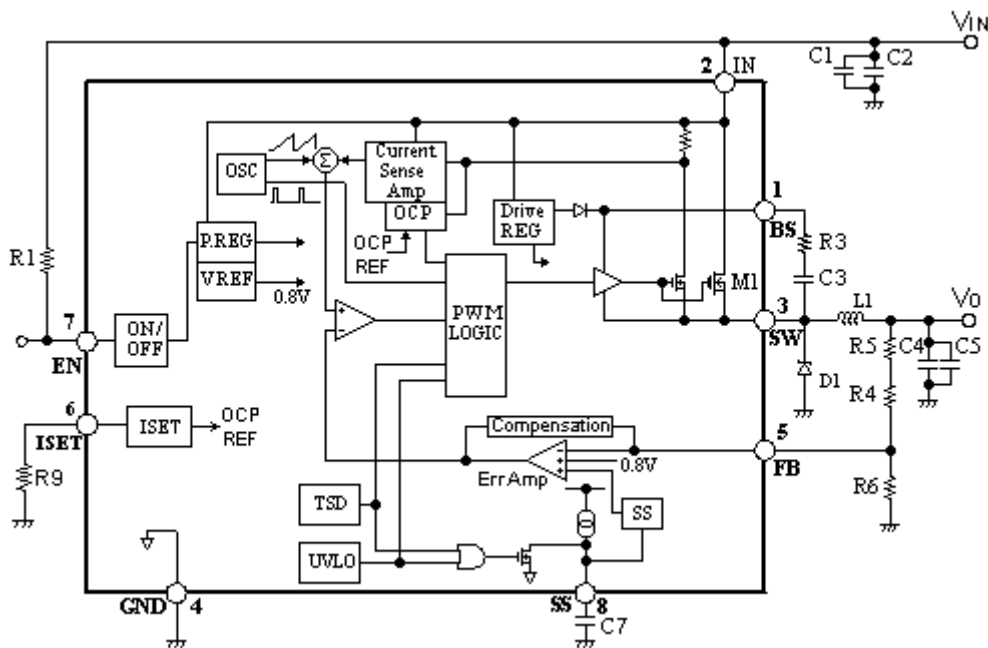 VIN
C1 C2
2 IN
OSC
Σ
Current
Sense
Amp
OCP
Drive
REG
1
BS
R3
C3
R1
P.REG
VREF
0.8V
OCP
REF
M1
L1
VO
3
SW
7
EN
ON/
OFF
PWM
LOGIC
R5
C4
C5
D1
R4
6
ISET
ISET
OCP
REF
Compensation
5
FB
0.8V
ErrAmp
R9
R6
TSD
SS
UVLO
GND
4
SS
8
C7